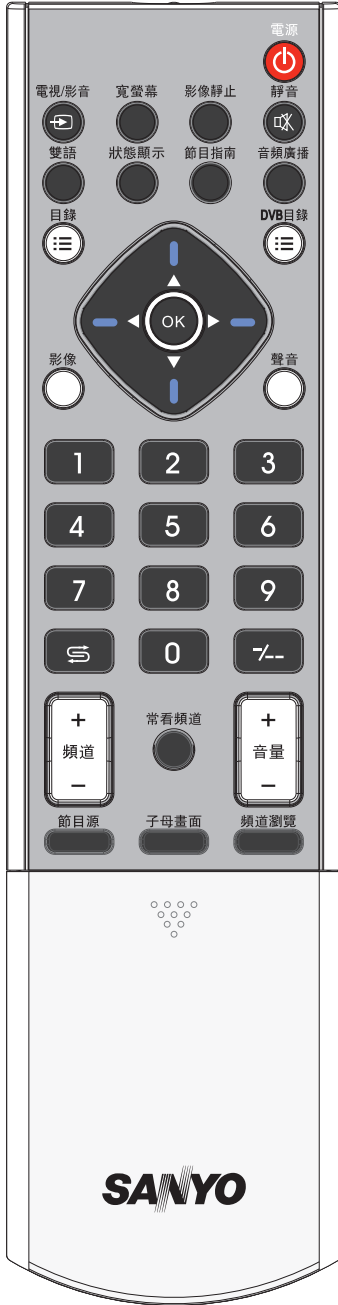 電源
電視/影音 寬螢幕 影像靜止 靜音
雙語 狀態顯示 節目指南 音頻廣播
目錄 DVB目錄
OK
影像 聲音
1 2 3
4 5 6
7 8 9
0 -/--
+ 常看頻道 +
頻道 音量
− −
節目源 子母畫面 頻道瀏覽
SANYO